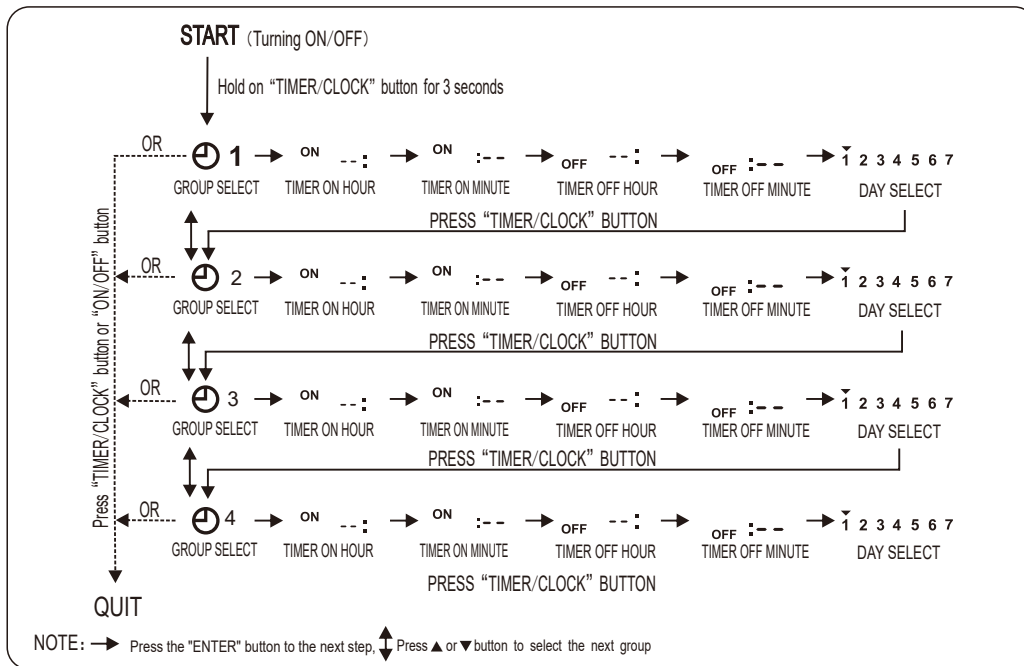 START (Turning ON/OFF)
Hold on “TIMER/CLOCK” button for 3 seconds
OR 1 ON --: ON :-- OFF --: OFF :-- 1 2 3 4 5 6 7
GROUP SELECT TIMER ON HOUR TIMER ON MINUTE TIMER OFF HOUR TIMER OFF MINUTE DAY SELECT
PRESS “TIMER/CLOCK” BUTTON
OR 2 ON --: ON :-- OFF --: OFF :-- 1 2 3 4 5 6 7
GROUP SELECT TIMER ON HOUR TIMER ON MINUTE TIMER OFF HOUR TIMER OFF MINUTE DAY SELECT
PRESS “TIMER/CLOCK” BUTTON
OR 3 ON --: ON :-- OFF --: OFF :-- 1 2 3 4 5 6 7
GROUP SELECT TIMER ON HOUR TIMER ON MINUTE TIMER OFF HOUR TIMER OFF MINUTE DAY SELECT
PRESS “TIMER/CLOCK” BUTTON
OR 4 ON --: ON :-- OFF --: OFF :-- 1 2 3 4 5 6 7
GROUP SELECT TIMER ON HOUR TIMER ON MINUTE TIMER OFF HOUR TIMER OFF MINUTE DAY SELECT
PRESS “TIMER/CLOCK” BUTTON
Press “TIMER/CLOCK” button or “ON/OFF” button
QUIT
NOTE: → Press the "ENTER" button to the next step, ↕ Press ▲ or ▼ button to select the next group